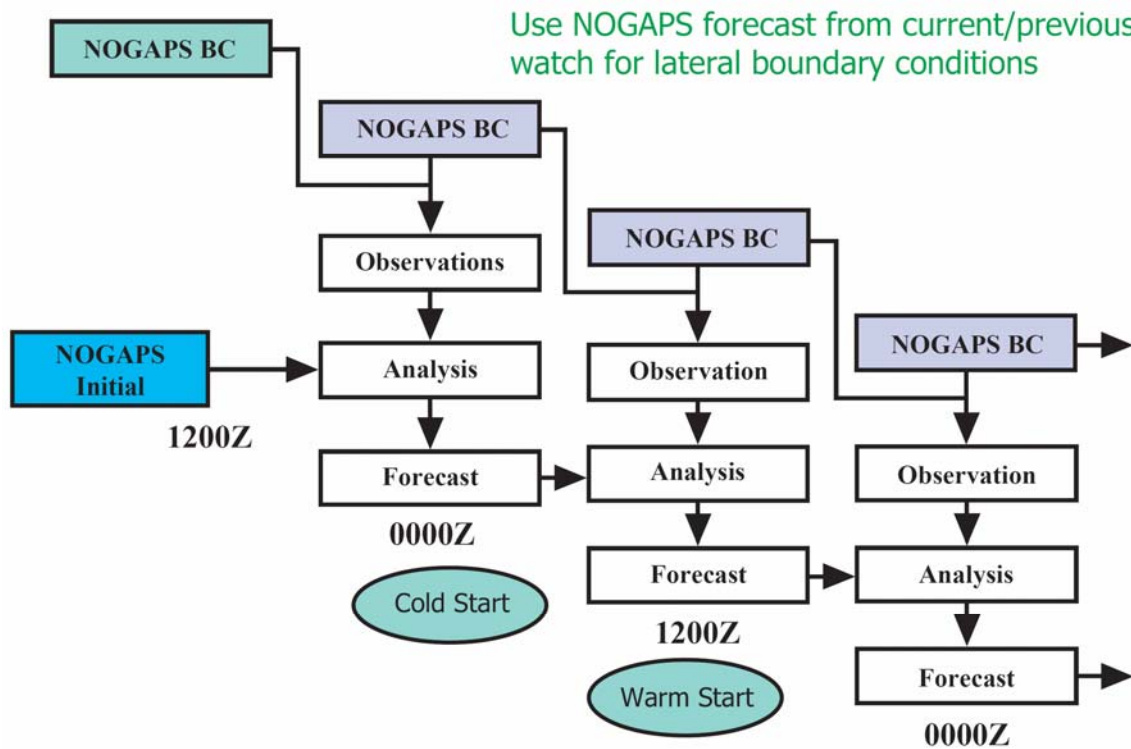 Use NOGAPS forecast from current/previous
watch for lateral boundary conditions
NOGAPS BC
NOGAPS BC
NOGAPS BC
NOGAPS BC
Observations
Observation
Observation
NOGAPS
Initial
1200Z
Analysis
Forecast
0000Z
Cold Start
Analysis
Forecast
1200Z
Warm Start
Analysis
Forecast
0000Z